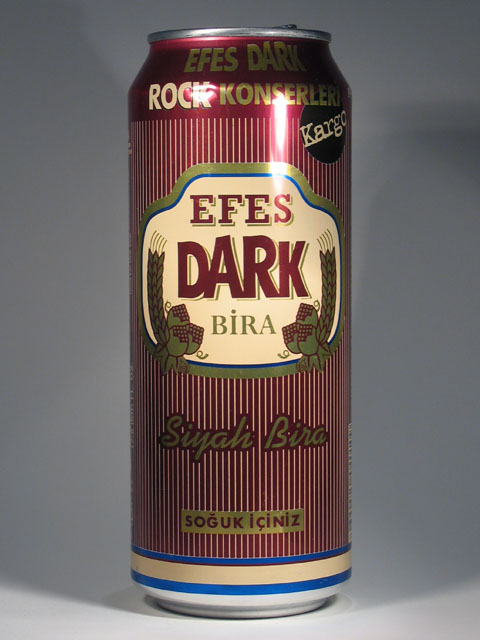 EFES DARK
ROCK KONSERLERİ
Kargo
EFES
DARK
BİRA
Siyah Bira
SOĞUK İÇİNİZ